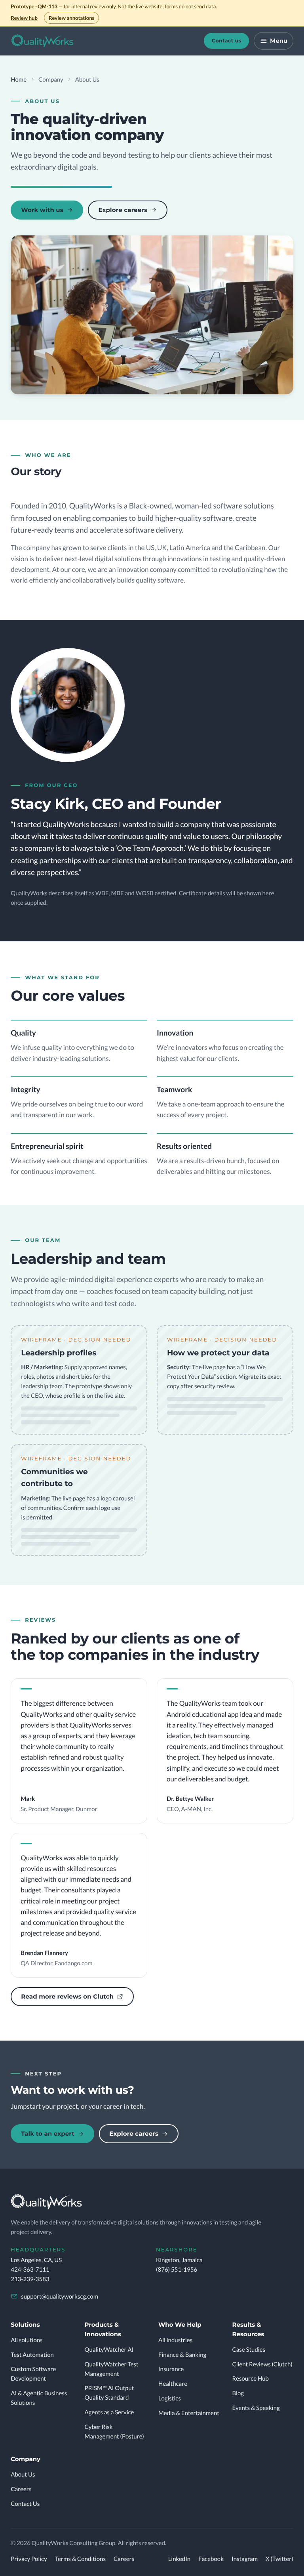 Prototype · QM-113 — for internal review only. Not the live website; forms do not send data.
Review hub
Review annotations
QualityWorks
Contact us
Menu
Home > Company > About Us
ABOUT US
The quality-driven
innovation company
We go beyond the code and beyond testing to help our clients achieve their most
extraordinary digital goals.
Work with us →
Explore careers →
WHO WE ARE
Our story
Founded in 2010, QualityWorks is a Black-owned, woman-led software solutions
firm focused on enabling companies to build higher-quality software, create
future-ready teams and accelerate software delivery.
The company has grown to serve clients in the US, UK, Latin America and the Caribbean. Our
vision is to deliver next-level digital solutions through innovations in testing and quality-driven
development. At our core, we are an innovation company committed to revolutionising how the
world efficiently and collaboratively builds quality software.
FROM OUR CEO
Stacy Kirk, CEO and Founder
“I started QualityWorks because I wanted to build a company that was passionate
about what it takes to deliver continuous quality and value to users. Our philosophy
as a company is to always take a ‘One Team Approach.’ We do this by focusing on
creating partnerships with our clients that are built on transparency, collaboration, and
diverse perspectives.”
QualityWorks describes itself as WBE, MBE and WOSB certified. Certificate details will be shown here
once supplied.
WHAT WE STAND FOR
Our core values
Quality
We infuse quality into everything we do to
deliver industry-leading solutions.
Innovation
We’re innovators who focus on creating the
highest value for our clients.
Integrity
We pride ourselves on being true to our word
and transparent in our work.
Teamwork
We take a one-team approach to ensure the
success of every project.
Entrepreneurial spirit
We actively seek out change and opportunities
for continuous improvement.
Results oriented
We are a results-driven bunch, focused on
deliverables and hitting our milestones.
OUR TEAM
Leadership and team
We provide agile-minded digital experience experts who are ready to make an
impact from day one — coaches focused on team capacity building, not just
technologists who write and test code.
WIREFRAME · DECISION NEEDED
Leadership profiles
HR / Marketing: Supply approved names,
roles, photos and short bios for the
leadership team. The prototype shows only
the CEO, whose profile is on the live site.
WIREFRAME · DECISION NEEDED
How we protect your data
Security: The live page has a “How We
Protect Your Data” section. Migrate its exact
copy after security review.
WIREFRAME · DECISION NEEDED
Communities we
contribute to
Marketing: The live page has a logo carousel
of communities. Confirm each logo use
is permitted.
REVIEWS
Ranked by our clients as one of
the top companies in the industry
The biggest difference between
QualityWorks and other quality service
providers is that QualityWorks serves
as a group of experts, and they leverage
their whole community to really
establish refined and robust quality
processes within your organization.
Mark
Sr. Product Manager, Dunmor
The QualityWorks team took our
Android educational app idea and made
it a reality. They effectively managed
ideation, tech team sourcing,
requirements, and timelines throughout
the project. They helped us innovate,
simplify, and execute so we could meet
our deliverables and budget.
Dr. Bettye Walker
CEO, A-MAN, Inc.
QualityWorks was able to quickly
provide us with skilled resources
aligned with our immediate needs and
budget. Their consultants played a
critical role in meeting our project
milestones and provided quality service
and communication throughout the
project release and beyond.
Brendan Flannery
QA Director, Fandango.com
Read more reviews on Clutch
NEXT STEP
Want to work with us?
Jumpstart your project, or your career in tech.
Talk to an expert →
Explore careers →
QualityWorks
We enable the delivery of transformative digital solutions through innovations in testing and agile
project delivery.
HEADQUARTERS
Los Angeles, CA, US
424-363-7111
213-239-3583
NEARSHORE
Kingston, Jamaica
(876) 551-1956
support@qualityworkscg.com
Solutions
All solutions
Test Automation
Custom Software
Development
AI & Agentic Business
Solutions
Products &
Innovations
QualityWatcher AI
QualityWatcher Test
Management
PRISM™ AI Output
Quality Standard
Agents as a Service
Cyber Risk
Management (Posture)
Who We Help
All industries
Finance & Banking
Insurance
Healthcare
Logistics
Media & Entertainment
Results &
Resources
Case Studies
Client Reviews (Clutch)
Resource Hub
Blog
Events & Speaking
Company
About Us
Careers
Contact Us
© 2026 QualityWorks Consulting Group. All rights reserved.
Privacy Policy Terms & Conditions Careers
LinkedIn Facebook Instagram X (Twitter)